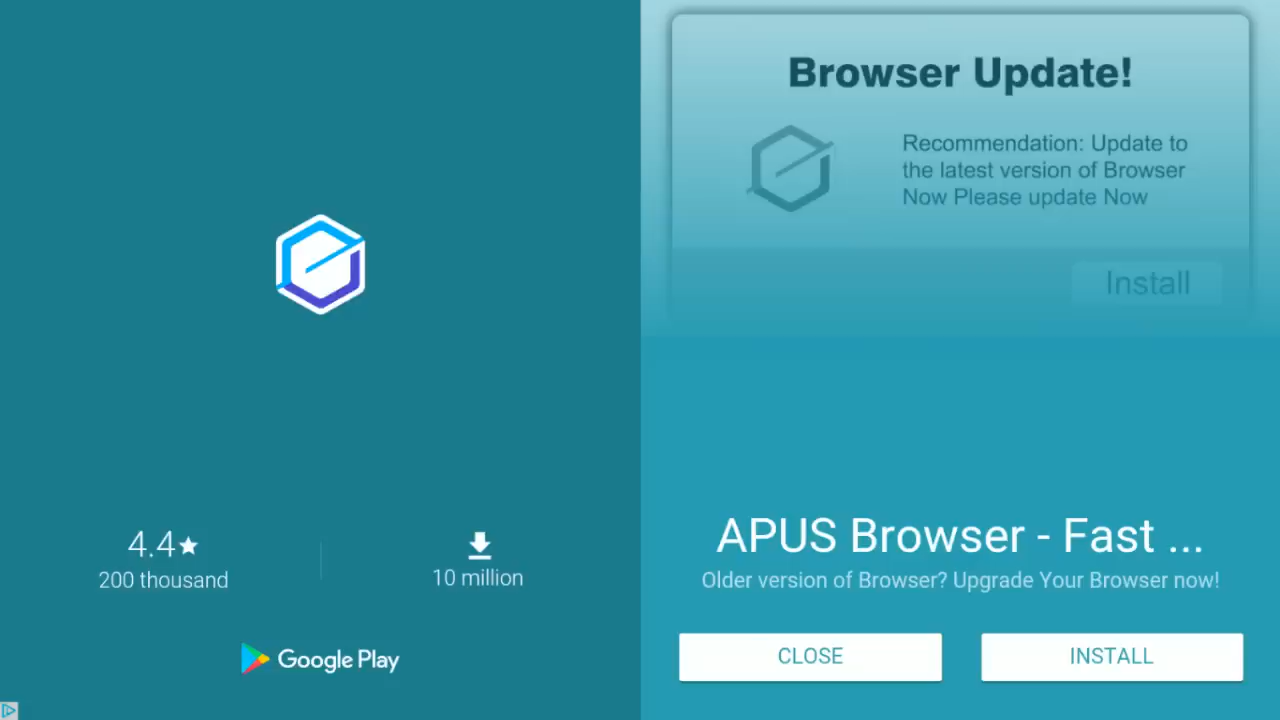 Browser Update!
Recommendation: Update to
the latest version of Browser
Now Please update Now
Install
4.4★
200 thousand
10 million
Google Play
APUS Browser - Fast ...
Older version of Browser? Upgrade Your Browser now!
CLOSE
INSTALL